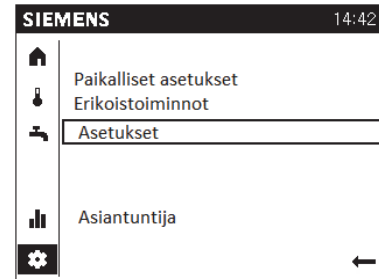 SIEMENS 14:42
Paikalliset asetukset
Erikoistoiminnot
Asetukset
Asiantuntija